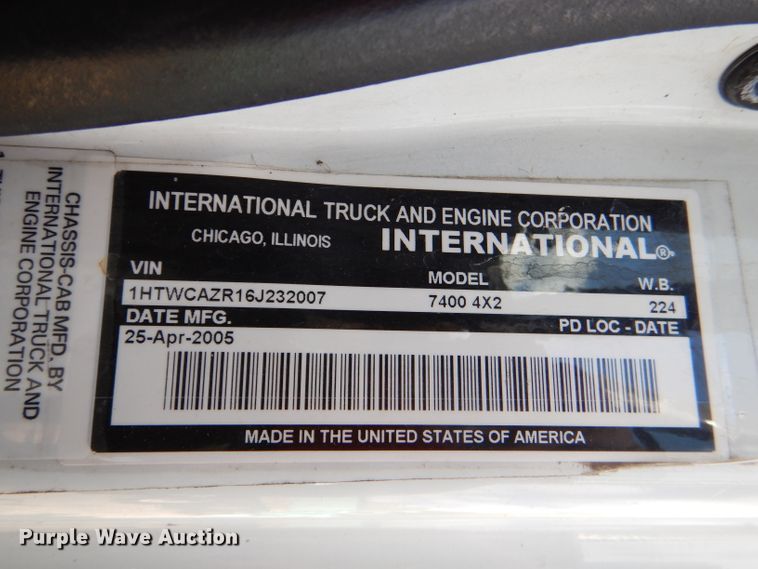 CHASSIS-CAB MFD. BY
INTERNATIONAL TRUCK AND
ENGINE CORPORATION
INTERNATIONAL TRUCK AND ENGINE CORPORATION
CHICAGO, ILLINOIS INTERNATIONAL®
VIN MODEL W.B.
1HTWCAZR16J232007 7400 4X2 224
DATE MFG. PD LOC - DATE
25-Apr-2005
MADE IN THE UNITED STATES OF AMERICA
Purple Wave Auction